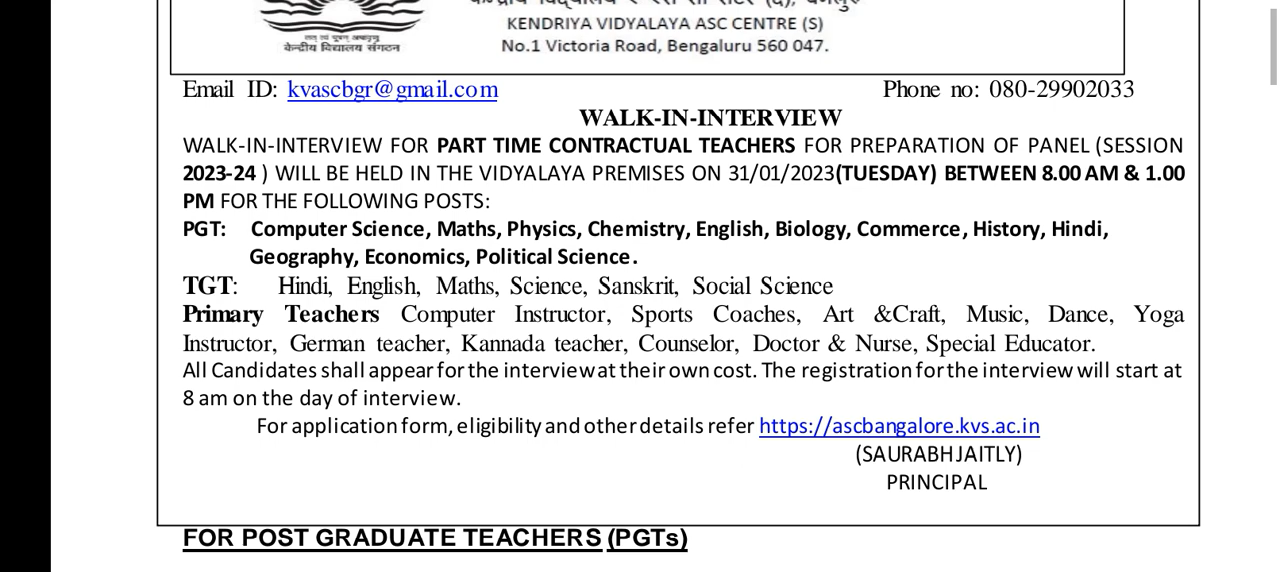 केन्द्रीय विद्यालय
KENDRIYA VIDYALAYA ASC CENTRE (S)
केन्द्रीय विद्यालय संगठन
No.1 Victoria Road, Bengaluru 560 047.
Email ID: kvascbgr@gmail.com Phone no: 080-29902033
WALK-IN-INTERVIEW
WALK-IN-INTERVIEW FOR PART TIME CONTRACTUAL TEACHERS FOR PREPARATION OF PANEL (SESSION
2023-24 ) WILL BE HELD IN THE VIDYALAYA PREMISES ON 31/01/2023(TUESDAY) BETWEEN 8.00 AM & 1.00
PM FOR THE FOLLOWING POSTS:
PGT: Computer Science, Maths, Physics, Chemistry, English, Biology, Commerce, History, Hindi,
Geography, Economics, Political Science.
TGT: Hindi, English, Maths, Science, Sanskrit, Social Science
Primary Teachers Computer Instructor, Sports Coaches, Art &Craft, Music, Dance, Yoga
Instructor, German teacher, Kannada teacher, Counselor, Doctor & Nurse, Special Educator.
All Candidates shall appear for the interview at their own cost. The registration for the interview will start at
8 am on the day of interview.
For application form, eligibility and other details refer https://ascbangalore.kvs.ac.in
(SAURABH JAITLY)
PRINCIPAL
FOR POST GRADUATE TEACHERS (PGTs)